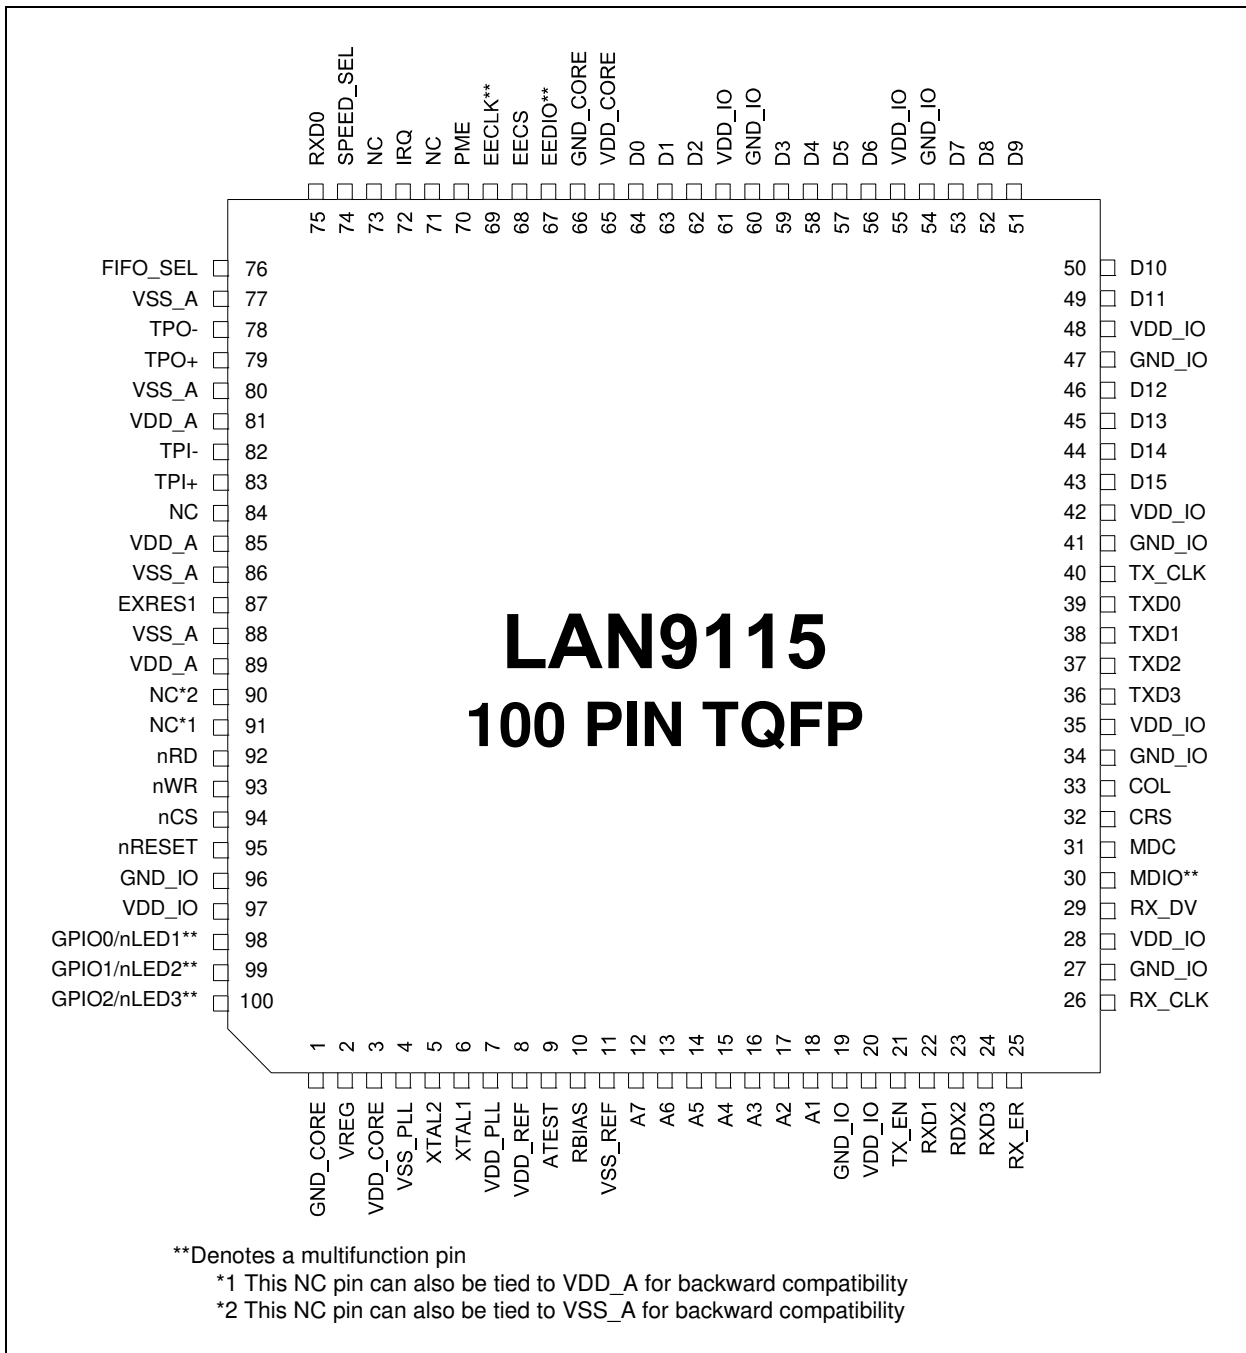 RXD0
SPEED_SEL
NC
IRQ
NC
PME
EECLK**
EECS
EEDIO**
GND_CORE
VDD_CORE
D0
D1
D2
VDD_IO
GND_IO
D3
D4
D5
D6
VDD_IO
GND_IO
D7
D8
D9
75
74
73
72
71
70
69
68
67
66
65
64
63
62
61
60
59
58
57
56
55
54
53
52
51
FIFO_SEL 76
VSS_A 77
TPO- 78
TPO+ 79
VSS_A 80
VDD_A 81
TPI- 82
TPI+ 83
NC 84
VDD_A 85
VSS_A 86
EXRES1 87
VSS_A 88
VDD_A 89
NC*2 90
NC*1 91
nRD 92
nWR 93
nCS 94
nRESET 95
GND_IO 96
VDD_IO 97
GPIO0/nLED1** 98
GPIO1/nLED2** 99
GPIO2/nLED3** 100
LAN9115
100 PIN TQFP
50 D10
49 D11
48 VDD_IO
47 GND_IO
46 D12
45 D13
44 D14
43 D15
42 VDD_IO
41 GND_IO
40 TX_CLK
39 TXD0
38 TXD1
37 TXD2
36 TXD3
35 VDD_IO
34 GND_IO
33 COL
32 CRS
31 MDC
30 MDIO**
29 RX_DV
28 VDD_IO
27 GND_IO
26 RX_CLK
1
2
3
4
5
6
7
8
9
10
11
12
13
14
15
16
17
18
19
20
21
22
23
24
25
GND_CORE
VREG
VDD_CORE
VSS_PLL
XTAL2
XTAL1
VDD_PLL
VDD_REF
ATEST
RBIAS
VSS_REF
A7
A6
A5
A4
A3
A2
A1
GND_IO
VDD_IO
TX_EN
RXD1
RDX2
RXD3
RX_ER
**Denotes a multifunction pin
*1 This NC pin can also be tied to VDD_A for backward compatibility
*2 This NC pin can also be tied to VSS_A for backward compatibility